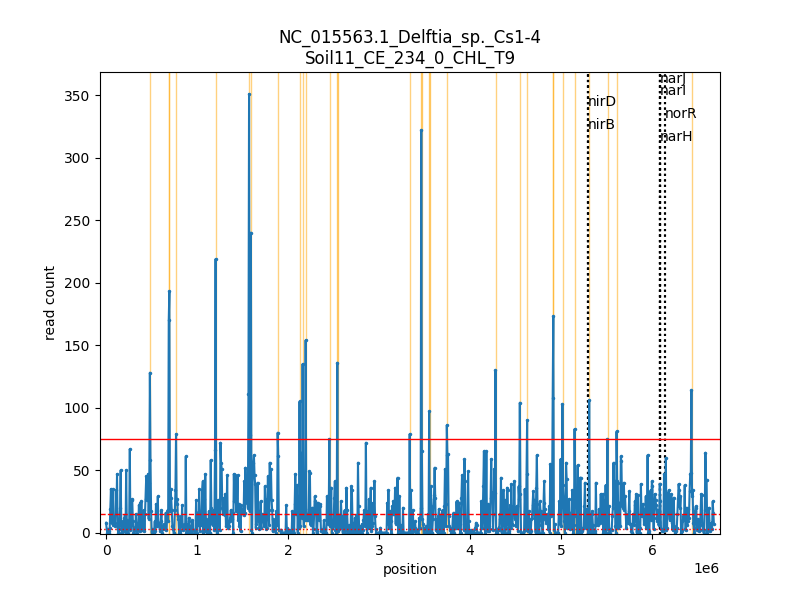 NC_015563.1_Delftia_sp._Cs1-4
Soil11_CE_234_0_CHL_T9
350
300
250
200
150
100
50
0
read count
narJ
narI
nirD
norR
nirB
narH
0
1
2
3
4
5
6
1e6
position